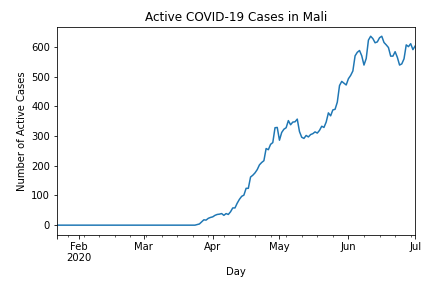 Active COVID-19 Cases in Mali
Number of Active Cases
600
500
400
300
200
100
0
Feb Mar Apr May Jun Jul
2020
Day